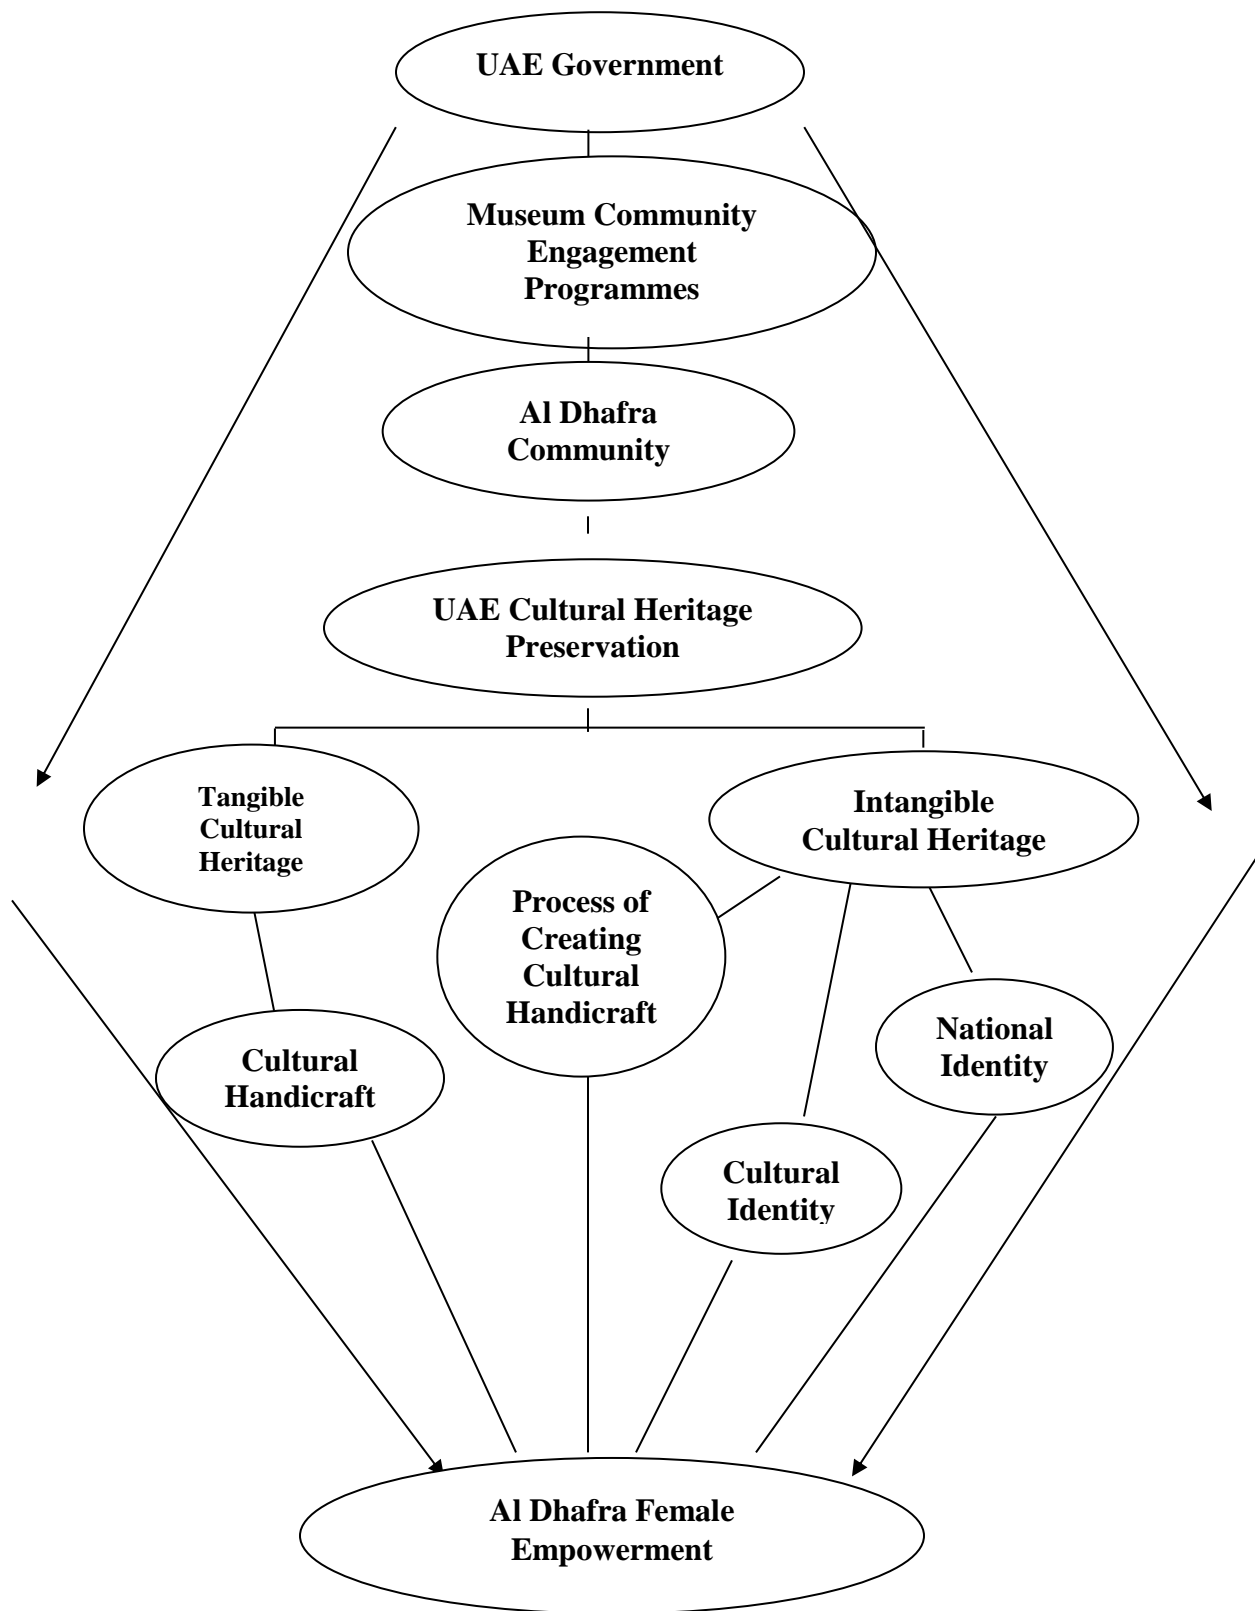 UAE Government
Museum Community
Engagement
Programmes
Al Dhafra
Community
UAE Cultural Heritage
Preservation
Tangible
Cultural
Heritage
Intangible
Cultural Heritage
Process of
Creating
Cultural
Handicraft
Cultural
Handicraft
National
Identity
Cultural
Identity
Al Dhafra Female
Empowerment